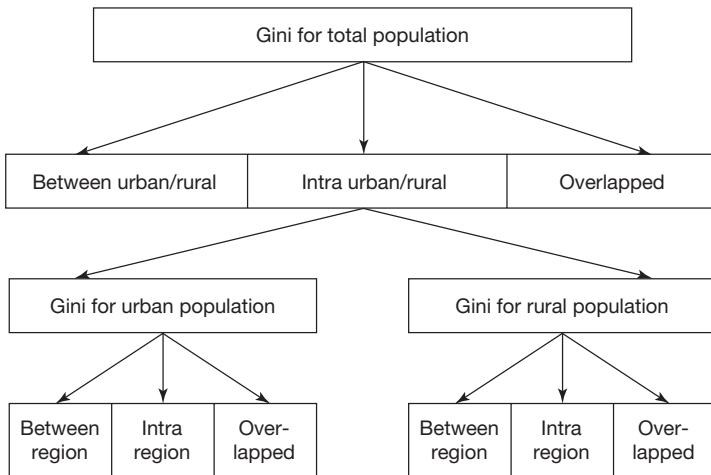 Gini for total population
Between urban/rural
Intra urban/rural
Overlapped
Gini for urban population
Gini for rural population
Between
region
Intra
region
Over-
lapped
Between
region
Intra
region
Over-
lapped